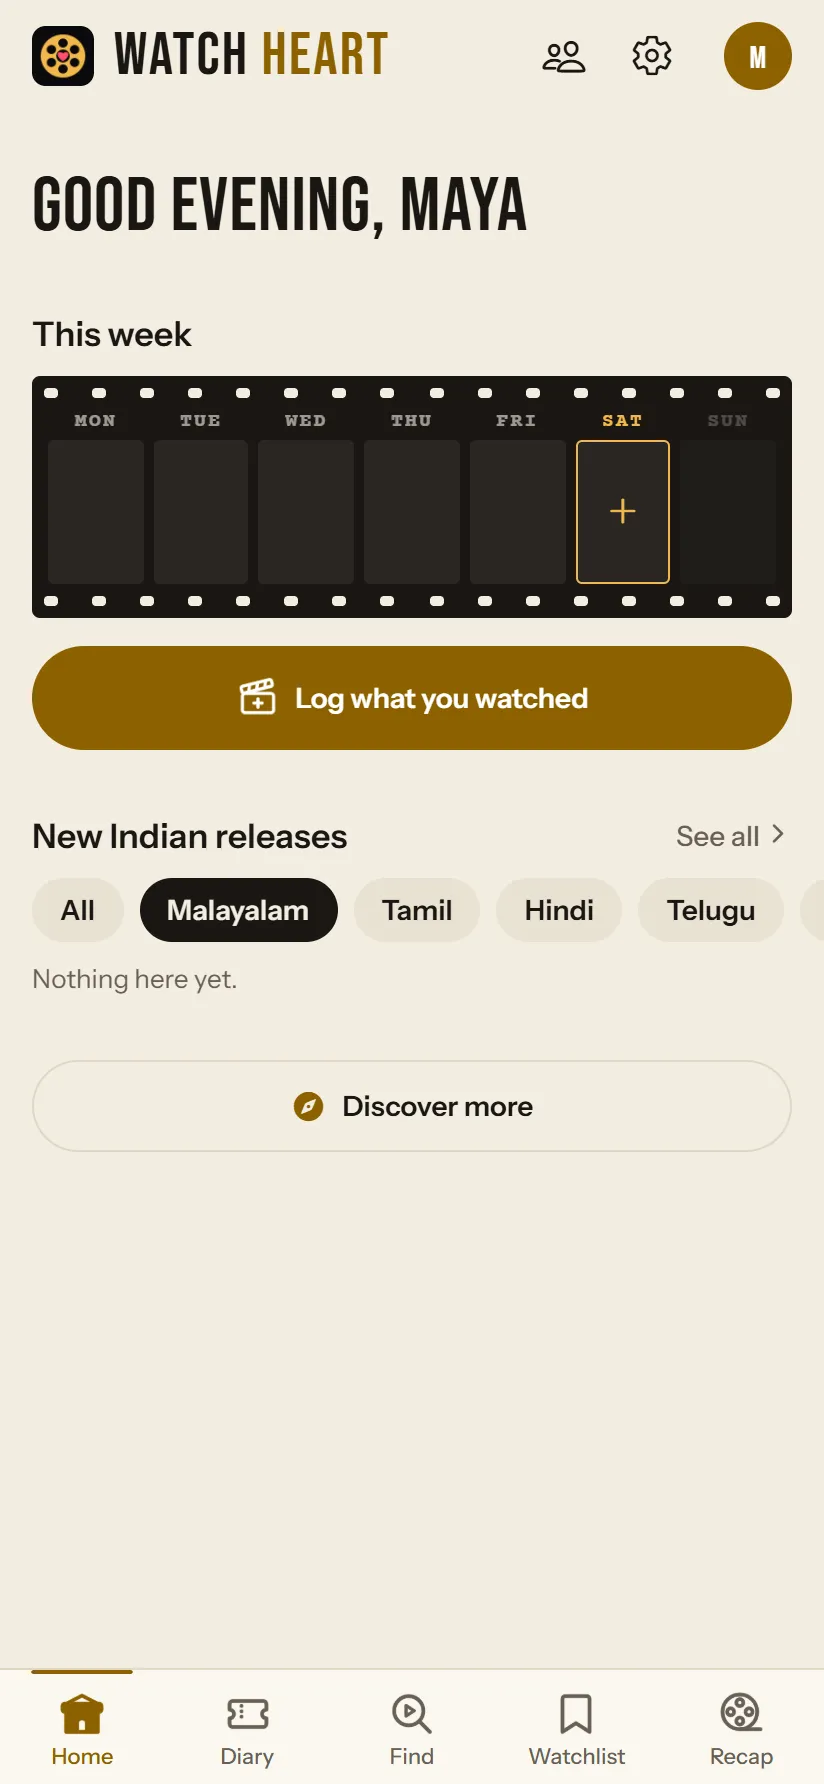 WATCH HEART
M
GOOD EVENING, MAYA
This week
MON TUE WED THU FRI SAT SUN
Log what you watched
New Indian releases See all
All Malayalam Tamil Hindi Telugu
Nothing here yet.
Discover more
Home Diary Find Watchlist Recap